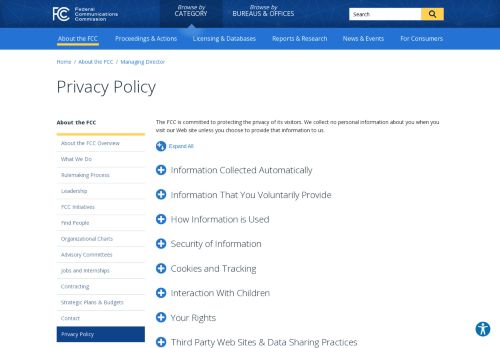 FCC
Federal
Communications
Commission
Browse by
CATEGORY
Browse by
BUREAUS & OFFICES
Search
About the FCC
Proceedings & Actions
Licensing & Databases
Reports & Research
News & Events
For Consumers
Home / About the FCC / Managing Director
Privacy Policy
About the FCC
About the FCC Overview
What We Do
Rulemaking Process
Leadership
FCC Initiatives
Find People
Organizational Charts
Advisory Committees
Jobs and Internships
Contracting
Strategic Plans & Budgets
Contact
Privacy Policy
The FCC is committed to protecting the privacy of its visitors. We collect no personal information about you when you
visit our Web site unless you choose to provide that information to us.
Expand All
Information Collected Automatically
Information That You Voluntarily Provide
How Information is Used
Security of Information
Cookies and Tracking
Interaction With Children
Your Rights
Third Party Web Sites & Data Sharing Practices